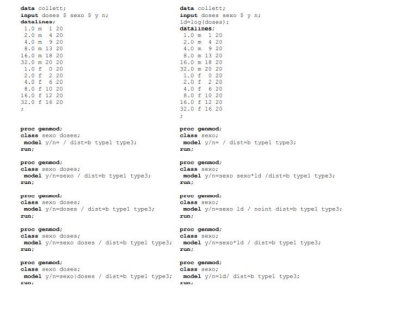 data collett;
input doses $ sexo $ y n;
datalines;
1.0 m 1 20
2.0 m 4 20
4.0 m 9 20
8.0 m 13 20
16.0 m 18 20
32.0 m 20 20
1.0 f 0 20
2.0 f 2 20
4.0 f 6 20
8.0 f 10 20
16.0 f 12 20
32.0 f 16 20
;
proc genmod;
class sexo doses;
model y/n= / dist=b type1 type3;
run;
proc genmod;
class sexo doses;
model y/n=sexo / dist=b type1 type3;
run;
proc genmod;
class sexo doses;
model y/n=doses / dist=b type1 type3;
run;
proc genmod;
class sexo doses;
model y/n=sexo doses / dist=b type1 type3;
run;
proc genmod;
class sexo doses;
model y/n=sexo|doses / dist=b type1 type3;
run;
data collett;
input doses sexo $ y n;
ld=log(doses);
datalines;
1.0 m 1 20
2.0 m 4 20
4.0 m 9 20
8.0 m 13 20
16.0 m 18 20
32.0 m 20 20
1.0 f 0 20
2.0 f 2 20
4.0 f 6 20
8.0 f 10 20
16.0 f 12 20
32.0 f 16 20
;
proc genmod;
class sexo;
model y/n= / dist=b type1 type3;
run;
proc genmod;
class sexo;
model y/n=sexo sexo*ld /dist=b type1 type3;
run;
proc genmod;
class sexo;
model y/n=sexo ld / noint dist=b type1 type3;
run;
proc genmod;
class sexo;
model y/n=sexo*ld / dist=b type1 type3;
run;
proc genmod;
class sexo;
model y/n=ld/ dist=b type1 type3;
run;